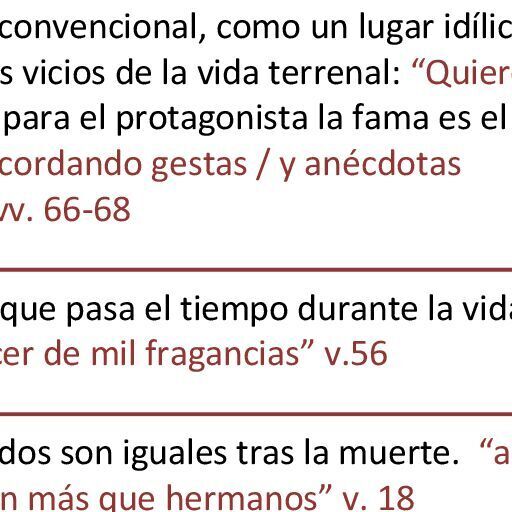 convencional, como un lugar idílic
s vicios de la vida terrenal: “Quier
para el protagonista la fama es el
cordando gestas / y anécdotas
vv. 66-68
que pasa el tiempo durante la vida
cer de mil fragancias” v.56
dos son iguales tras la muerte. “a
n más que hermanos” v. 18